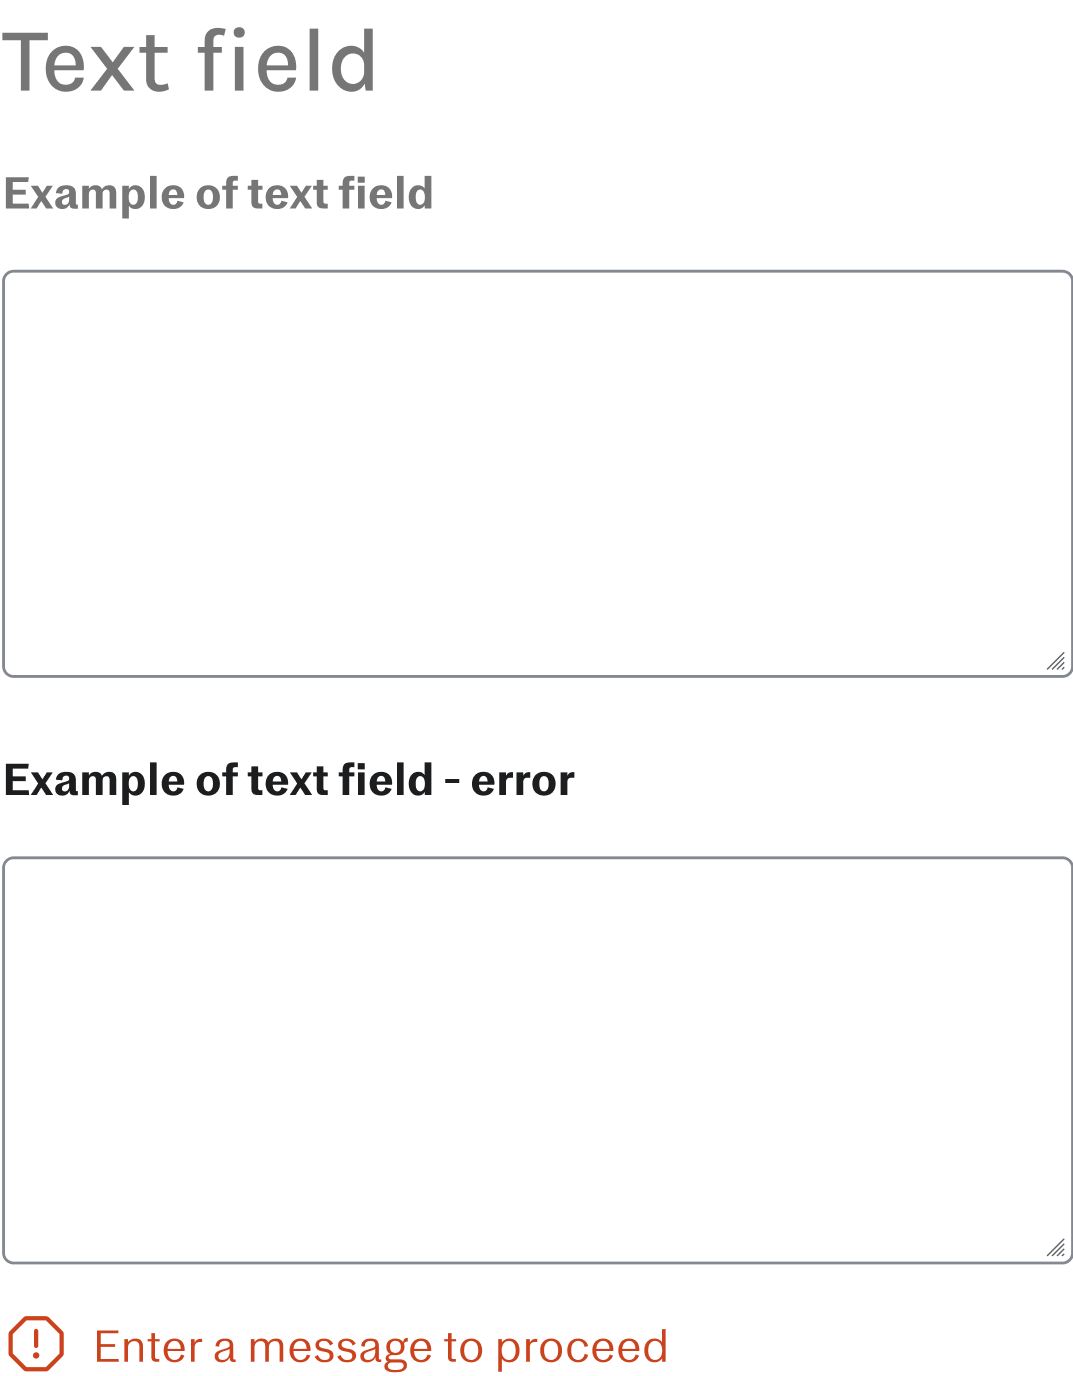 Text field
Example of text field
Example of text field - error
Enter a message to proceed